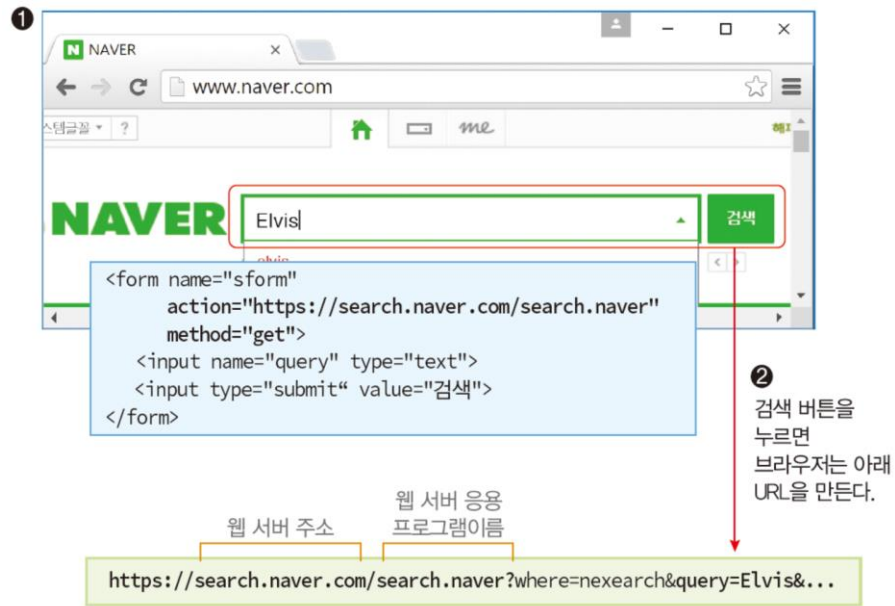 ❶
NAVER
www.naver.com
스템글꼴 ?
me
NAVER
Elvis
검색
<form name="sform"
action="https://search.naver.com/search.naver"
method="get">
<input name="query" type="text">
<input type="submit“ value="검색">
</form>
❷
검색 버튼을
누르면
브라우저는 아래
URL을 만든다.
웹 서버 주소
웹 서버 응용
프로그램이름
https://search.naver.com/search.naver?where=nexearch&query=Elvis&...